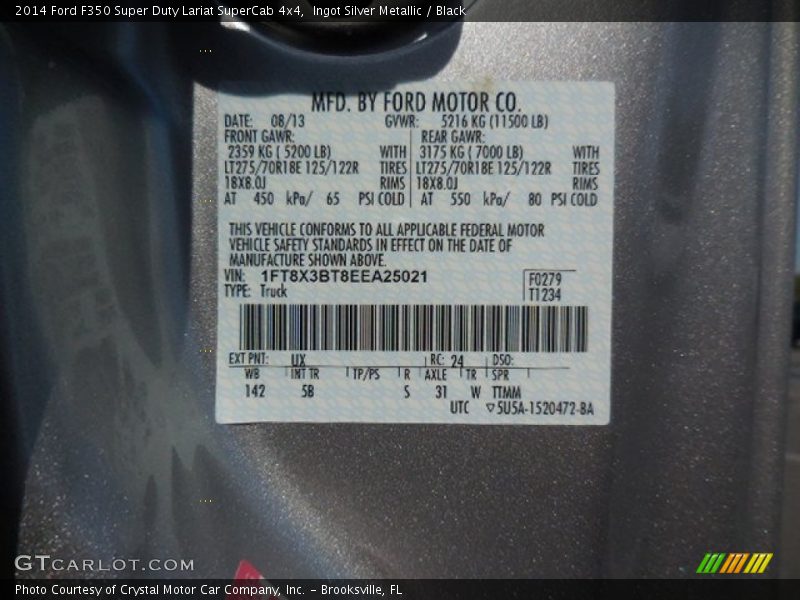 2014 Ford F350 Super Duty Lariat SuperCab 4x4, Ingot Silver Metallic / Black
MFD. BY FORD MOTOR CO.
DATE: 08/13 GVWR: 5216 KG (11500 LB)
FRONT GAWR: REAR GAWR:
2359 KG ( 5200 LB) WITH 3175 KG ( 7000 LB) WITH
LT275/70R18E 125/122R TIRES LT275/70R18E 125/122R TIRES
18X8.0J RIMS 18X8.0J RIMS
AT 450 kPa/ 65 PSI COLD AT 550 kPa/ 80 PSI COLD
THIS VEHICLE CONFORMS TO ALL APPLICABLE FEDERAL MOTOR
VEHICLE SAFETY STANDARDS IN EFFECT ON THE DATE OF
MANUFACTURE SHOWN ABOVE.
VIN: 1FT8X3BT8EEA25021 F0279
TYPE: Truck T1234
EXT PNT: UX RC: 24 DSO:
WB INT TR TP/PS R AXLE TR SPR
142 5B S 31 W TTMM
UTC ▽5U5A-1520472-BA
GTCARLOT.COM
Photo Courtesy of Crystal Motor Car Company, Inc. – Brooksville, FL